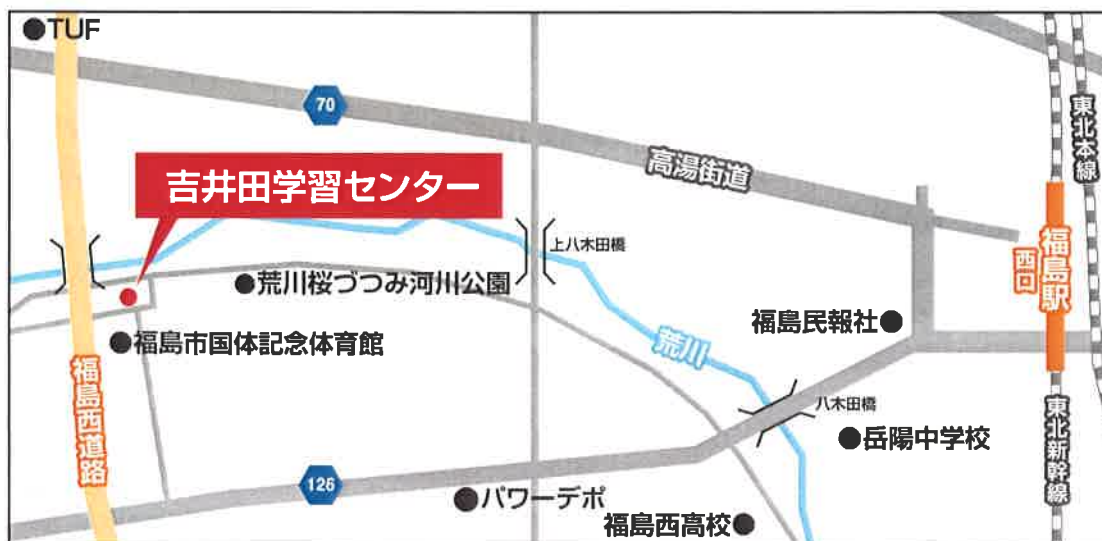 ●TUF
70
高湯街道
東北本線
吉井田学習センター
上八木田橋
福島駅
西口
●荒川桜づつみ河川公園
福島民報社●
●福島市国体記念体育館
荒川
福島西道路
八木田橋
●岳陽中学校
東北新幹線
126
●パワーデポ
福島西高校●